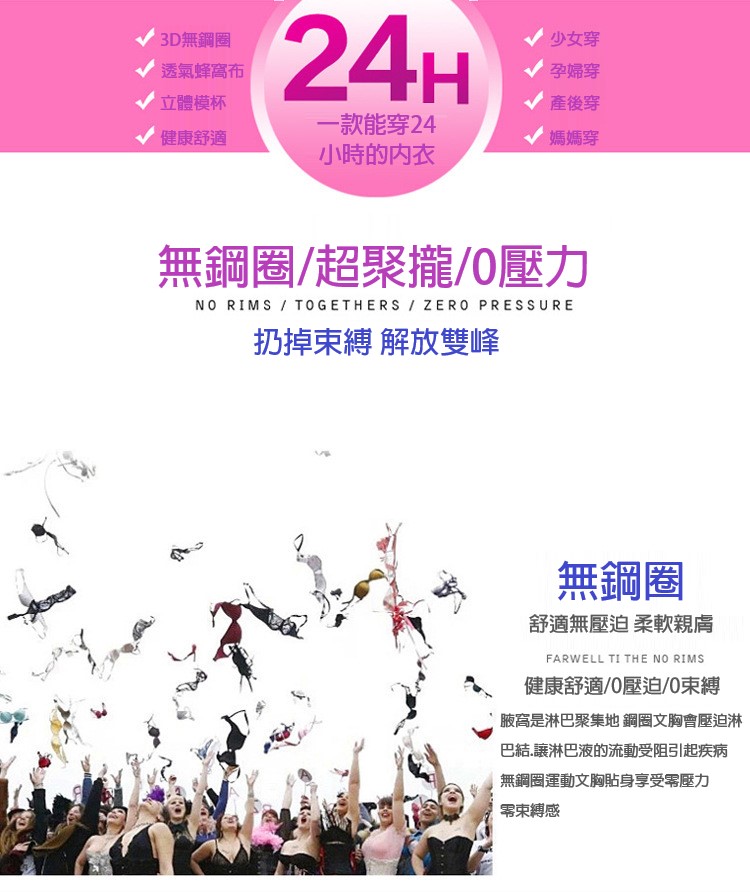 3D無鋼圈
透氣蜂窩布
立體模杯
健康舒適
24H
一款能穿24
小時的内衣
少女穿
孕婦穿
產後穿
媽媽穿
無鋼圈/超聚攏/0壓力
NO RIMS / TOGETHERS / ZERO PRESSURE
扔掉束縛 解放雙峰
無鋼圈
舒適無壓迫 柔軟親膚
FARWELL TI THE NO RIMS
健康舒適/0壓迫/0束縛
腋窩是淋巴聚集地 鋼圈文胸會壓迫淋
巴結.讓淋巴液的流動受阻引起疾病
無鋼圈運動文胸貼身享受零壓力
零束縛感